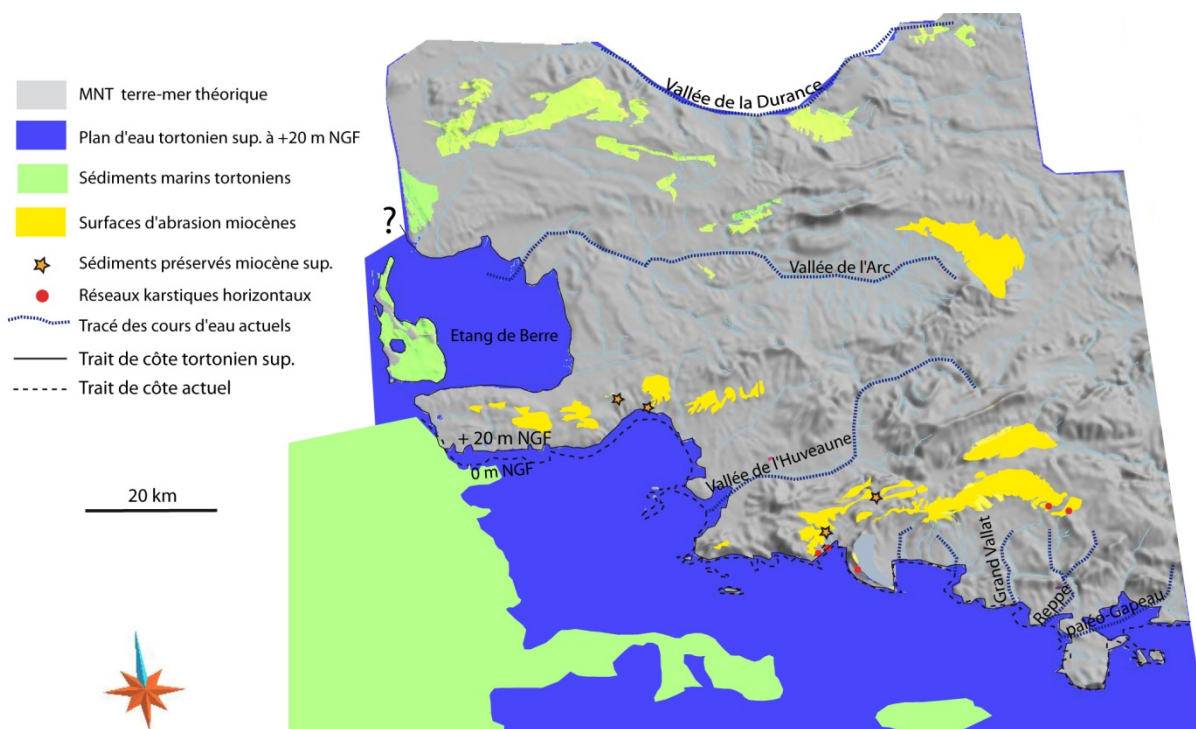 MNT terre-mer théorique
Plan d'eau tortonien sup. à +20 m NGF
Sédiments marins tortoniens
Surfaces d'abrasion miocènes
Sédiments préservés miocène sup.
Réseaux karstiques horizontaux
Tracé des cours d'eau actuels
Trait de côte tortonien sup.
Trait de côte actuel
20 km
Vallée de la Durance
?
Vallée de l'Arc
Etang de Berre
+ 20 m NGF
0 m NGF
Vallée de l'Huveaune
Grand Vallat
Reppe
paléo-Gapeau